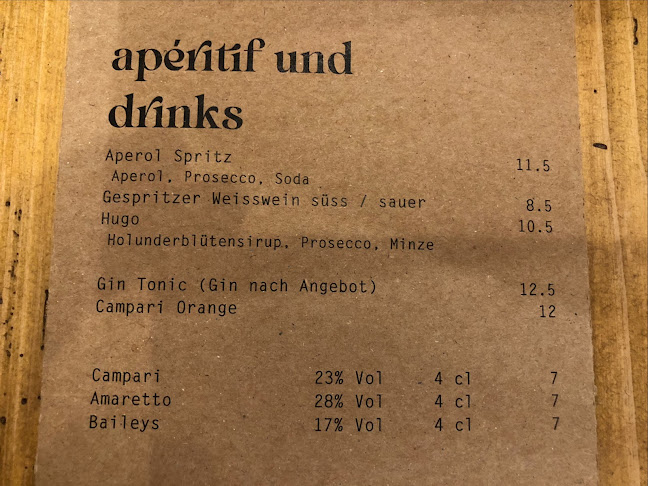 apéritif und
drinks
Aperol Spritz 11.5
Aperol, Prosecco, Soda
Gespritzer Weisswein süss / sauer 8.5
Hugo 10.5
Holunderblütensirup, Prosecco, Minze
Gin Tonic (Gin nach Angebot) 12.5
Campari Orange 12
Campari 23% Vol 4 cl 7
Amaretto 28% Vol 4 cl 7
Baileys 17% Vol 4 cl 7